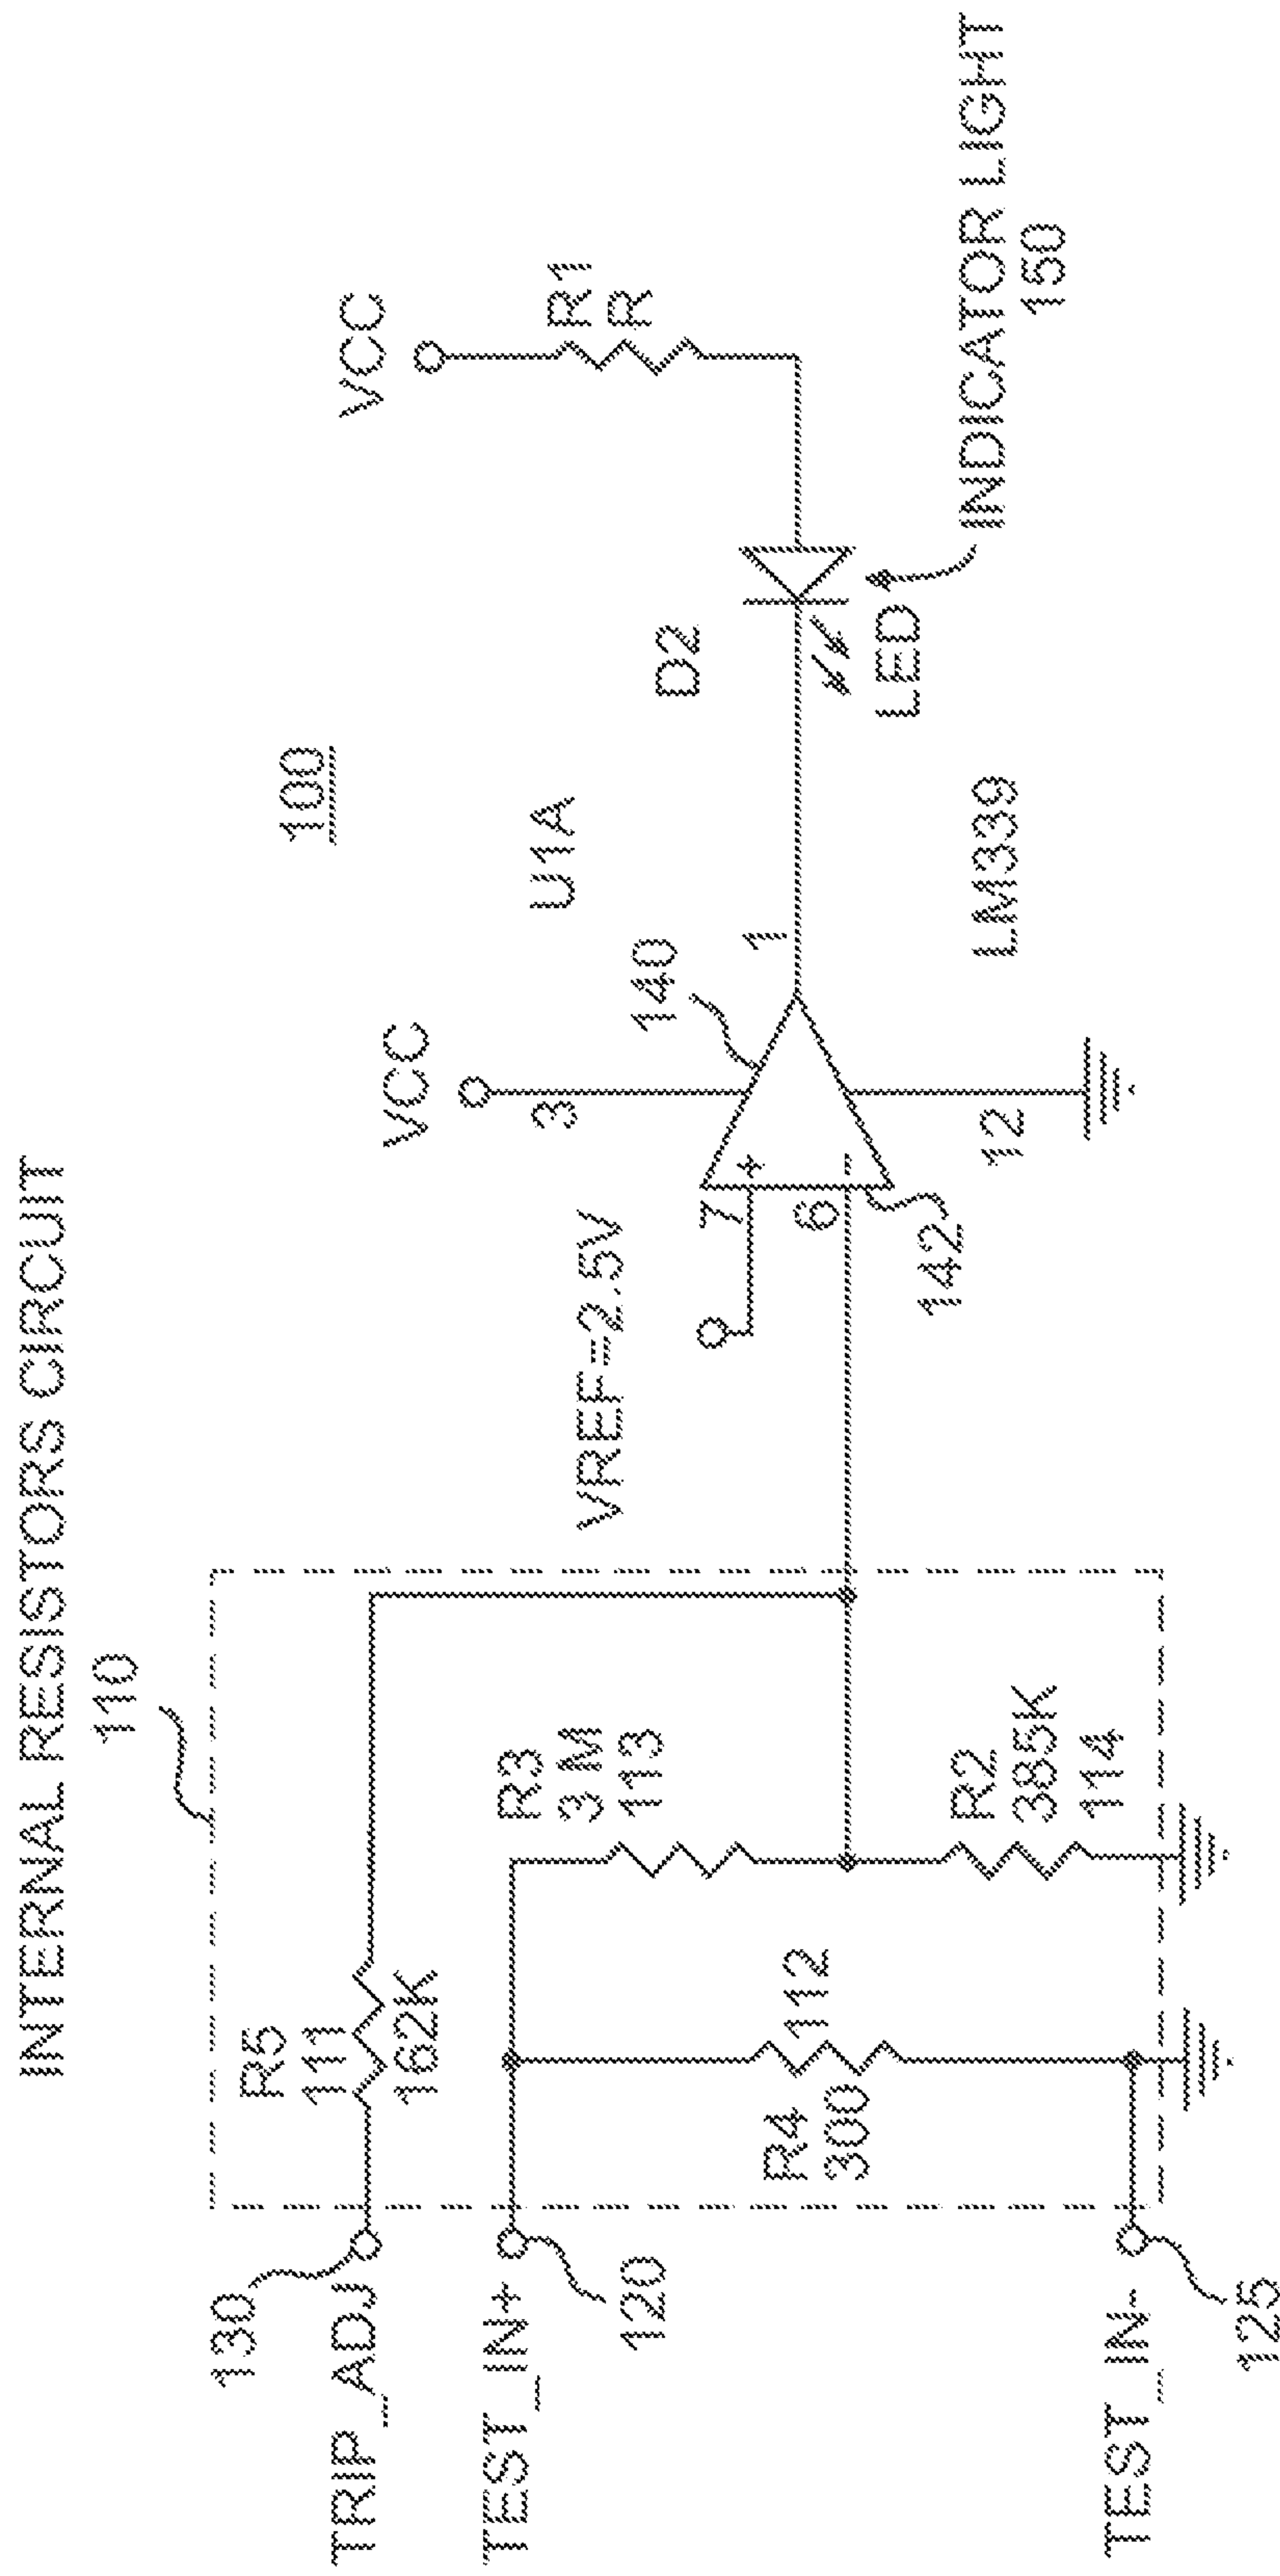 INTERNAL RESISTORS CIRCUIT
110
100
VCC
VCC
R1
R
R5
111
162K
130
TRIP_ADJ
TEST_IN+
120
R3
3 M
113
VREF=2.5V
3
140
U1A
D2
7
+
6
1
142
12
LM339
LED
INDICATOR LIGHT
150
R4
300
112
R2
385K
114
TEST_IN-
125